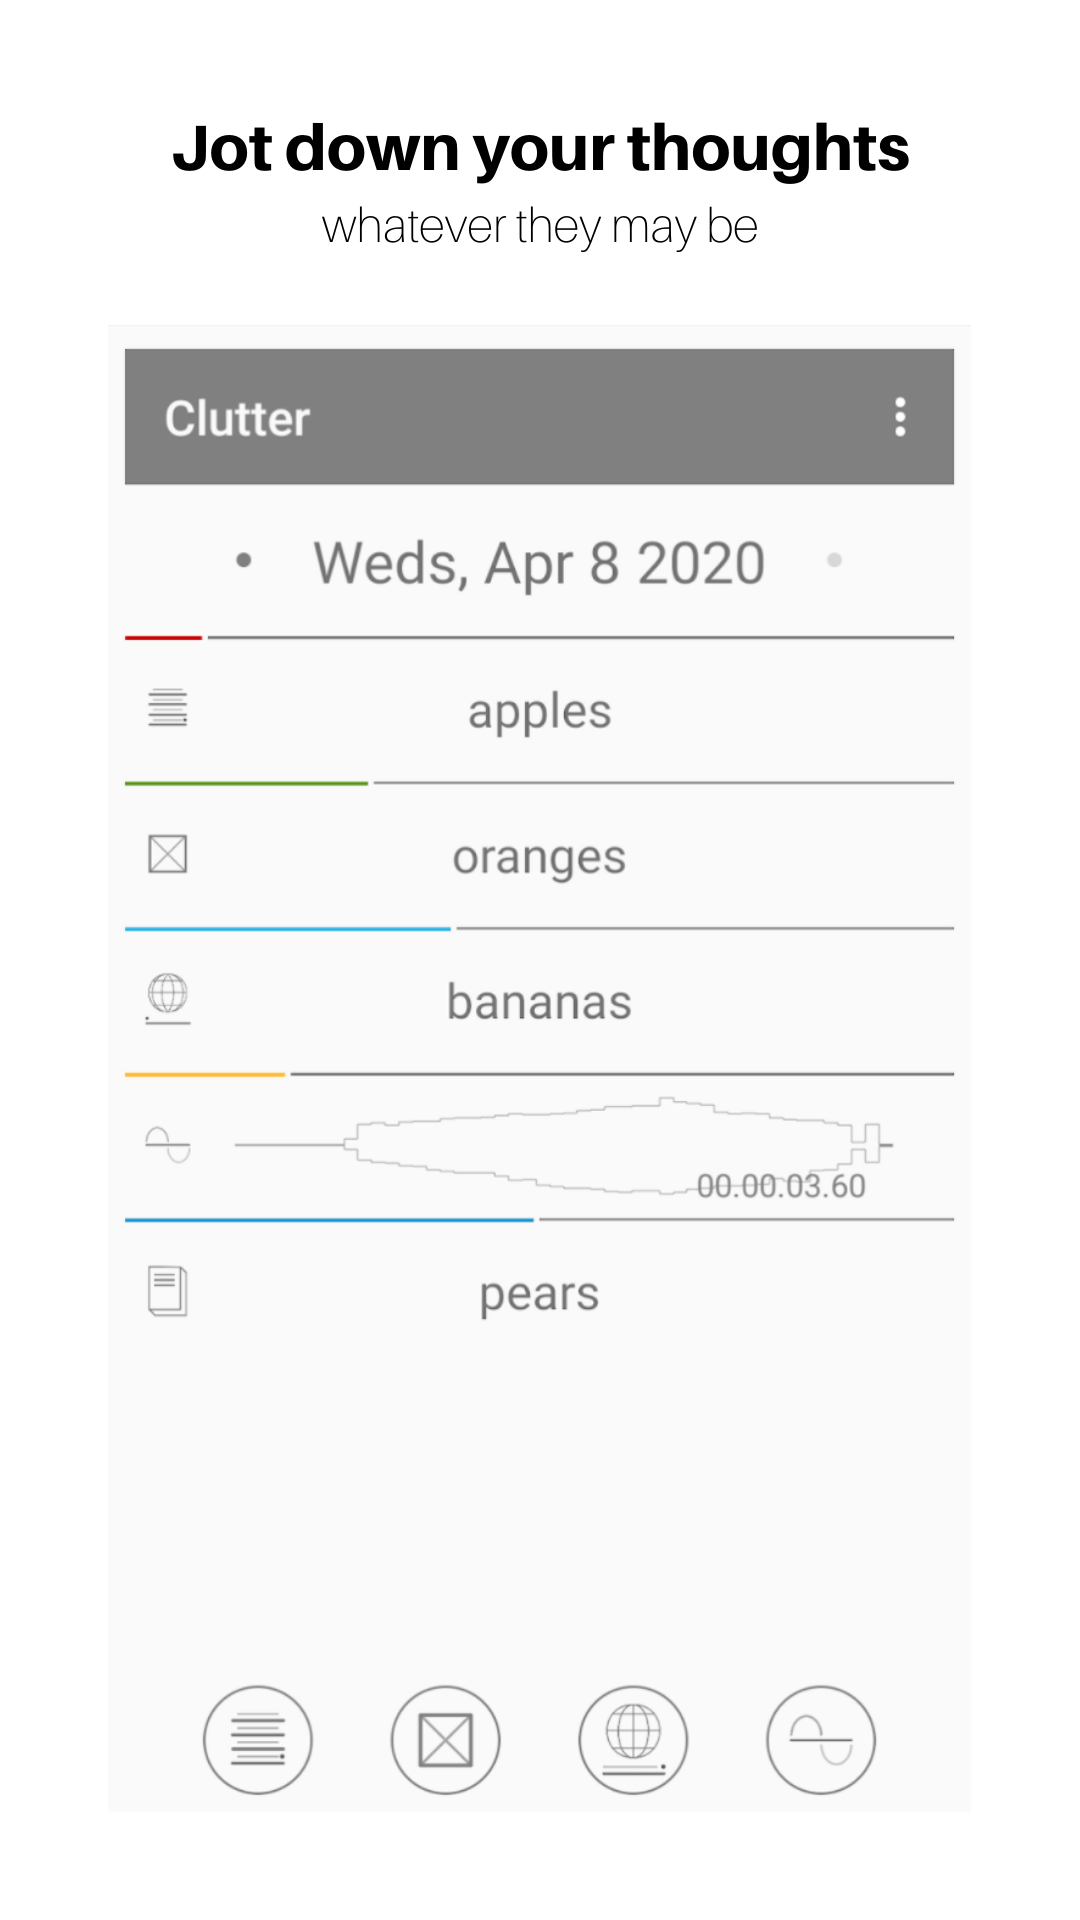 Jot down your thoughts
whatever they may be
Clutter
Weds, Apr 8 2020
apples
oranges
bananas
00.00.03.60
pears